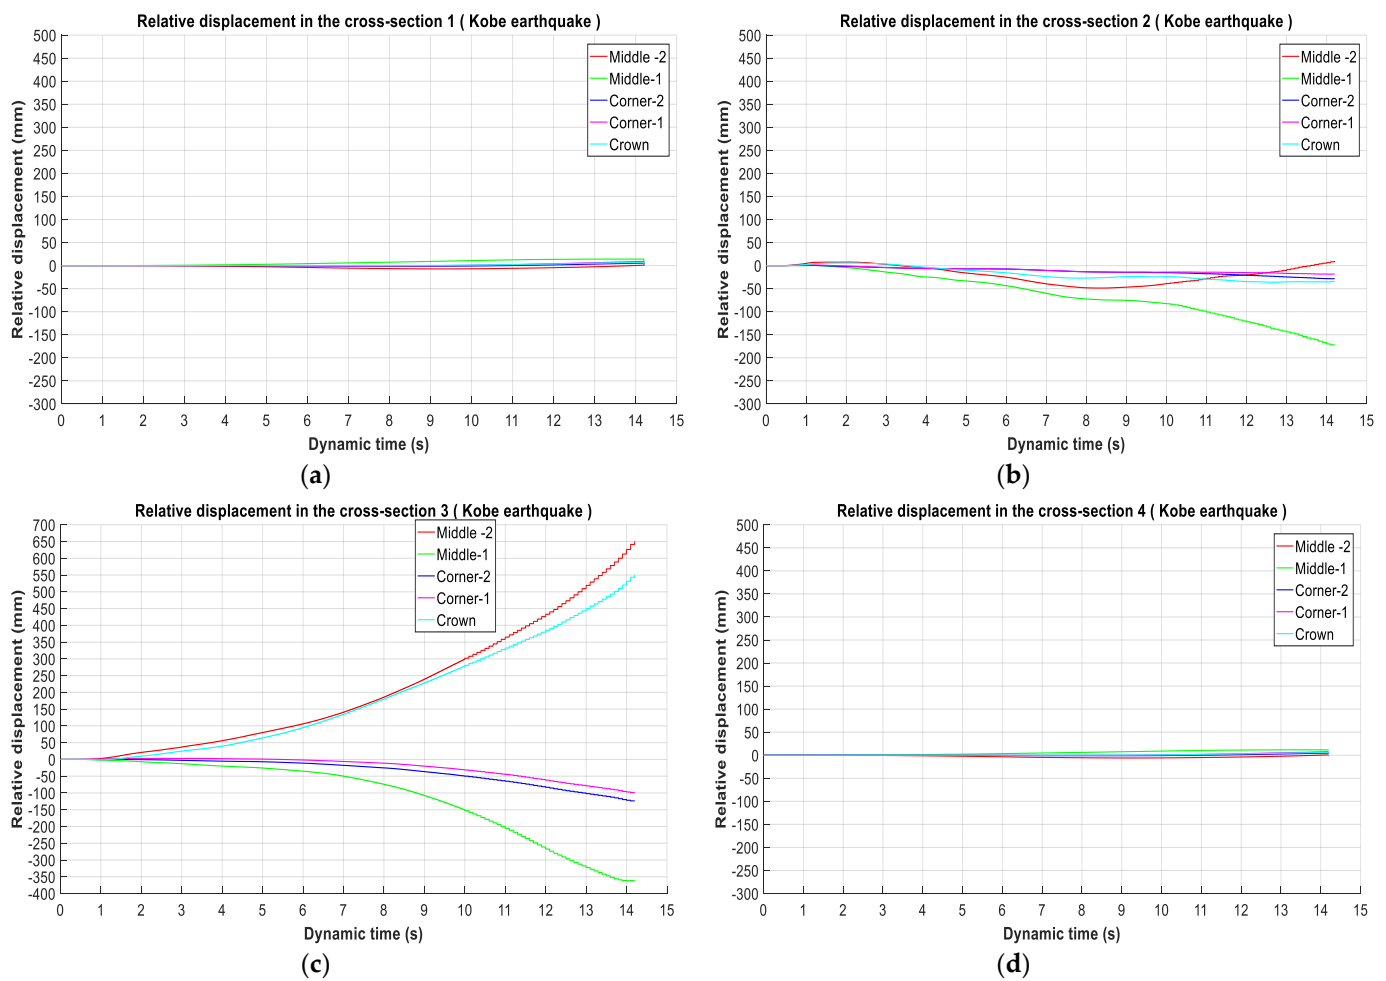 Relative displacement in the cross-section 1 ( Kobe earthquake )
Relative displacement (mm)
500
450
400
350
300
250
200
150
100
50
0
-50
-100
-150
-200
-250
-300
Middle -2
Middle-1
Corner-2
Corner-1
Crown
0 1 2 3 4 5 6 7 8 9 10 11 12 13 14 15
Dynamic time (s)
(a)
Relative displacement in the cross-section 2 ( Kobe earthquake )
Relative displacement (mm)
500
450
400
350
300
250
200
150
100
50
0
-50
-100
-150
-200
-250
-300
Middle -2
Middle-1
Corner-2
Corner-1
Crown
0 1 2 3 4 5 6 7 8 9 10 11 12 13 14 15
Dynamic time (s)
(b)
Relative displacement in the cross-section 3 ( Kobe earthquake )
Relative displacement (mm)
700
650
600
550
500
450
400
350
300
250
200
150
100
50
0
-50
-100
-150
-200
-250
-300
-350
-400
Middle -2
Middle-1
Corner-2
Corner-1
Crown
0 1 2 3 4 5 6 7 8 9 10 11 12 13 14 15
Dynamic time (s)
(c)
Relative displacement in the cross-section 4 ( Kobe earthquake )
Relative displacement (mm)
500
450
400
350
300
250
200
150
100
50
0
-50
-100
-150
-200
-250
-300
Middle -2
Middle-1
Corner-2
Corner-1
Crown
0 1 2 3 4 5 6 7 8 9 10 11 12 13 14 15
Dynamic time (s)
(d)